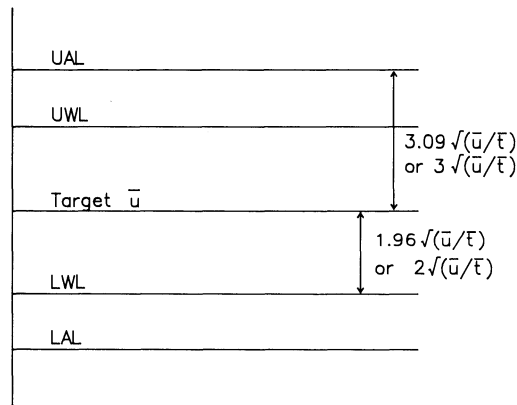 UAL
UWL
3.09√(u̅/t̅)
or 3√(u̅/t̅)
Target u̅
1.96√(u̅/t̅)
or 2√(u̅/t̅)
LWL
LAL